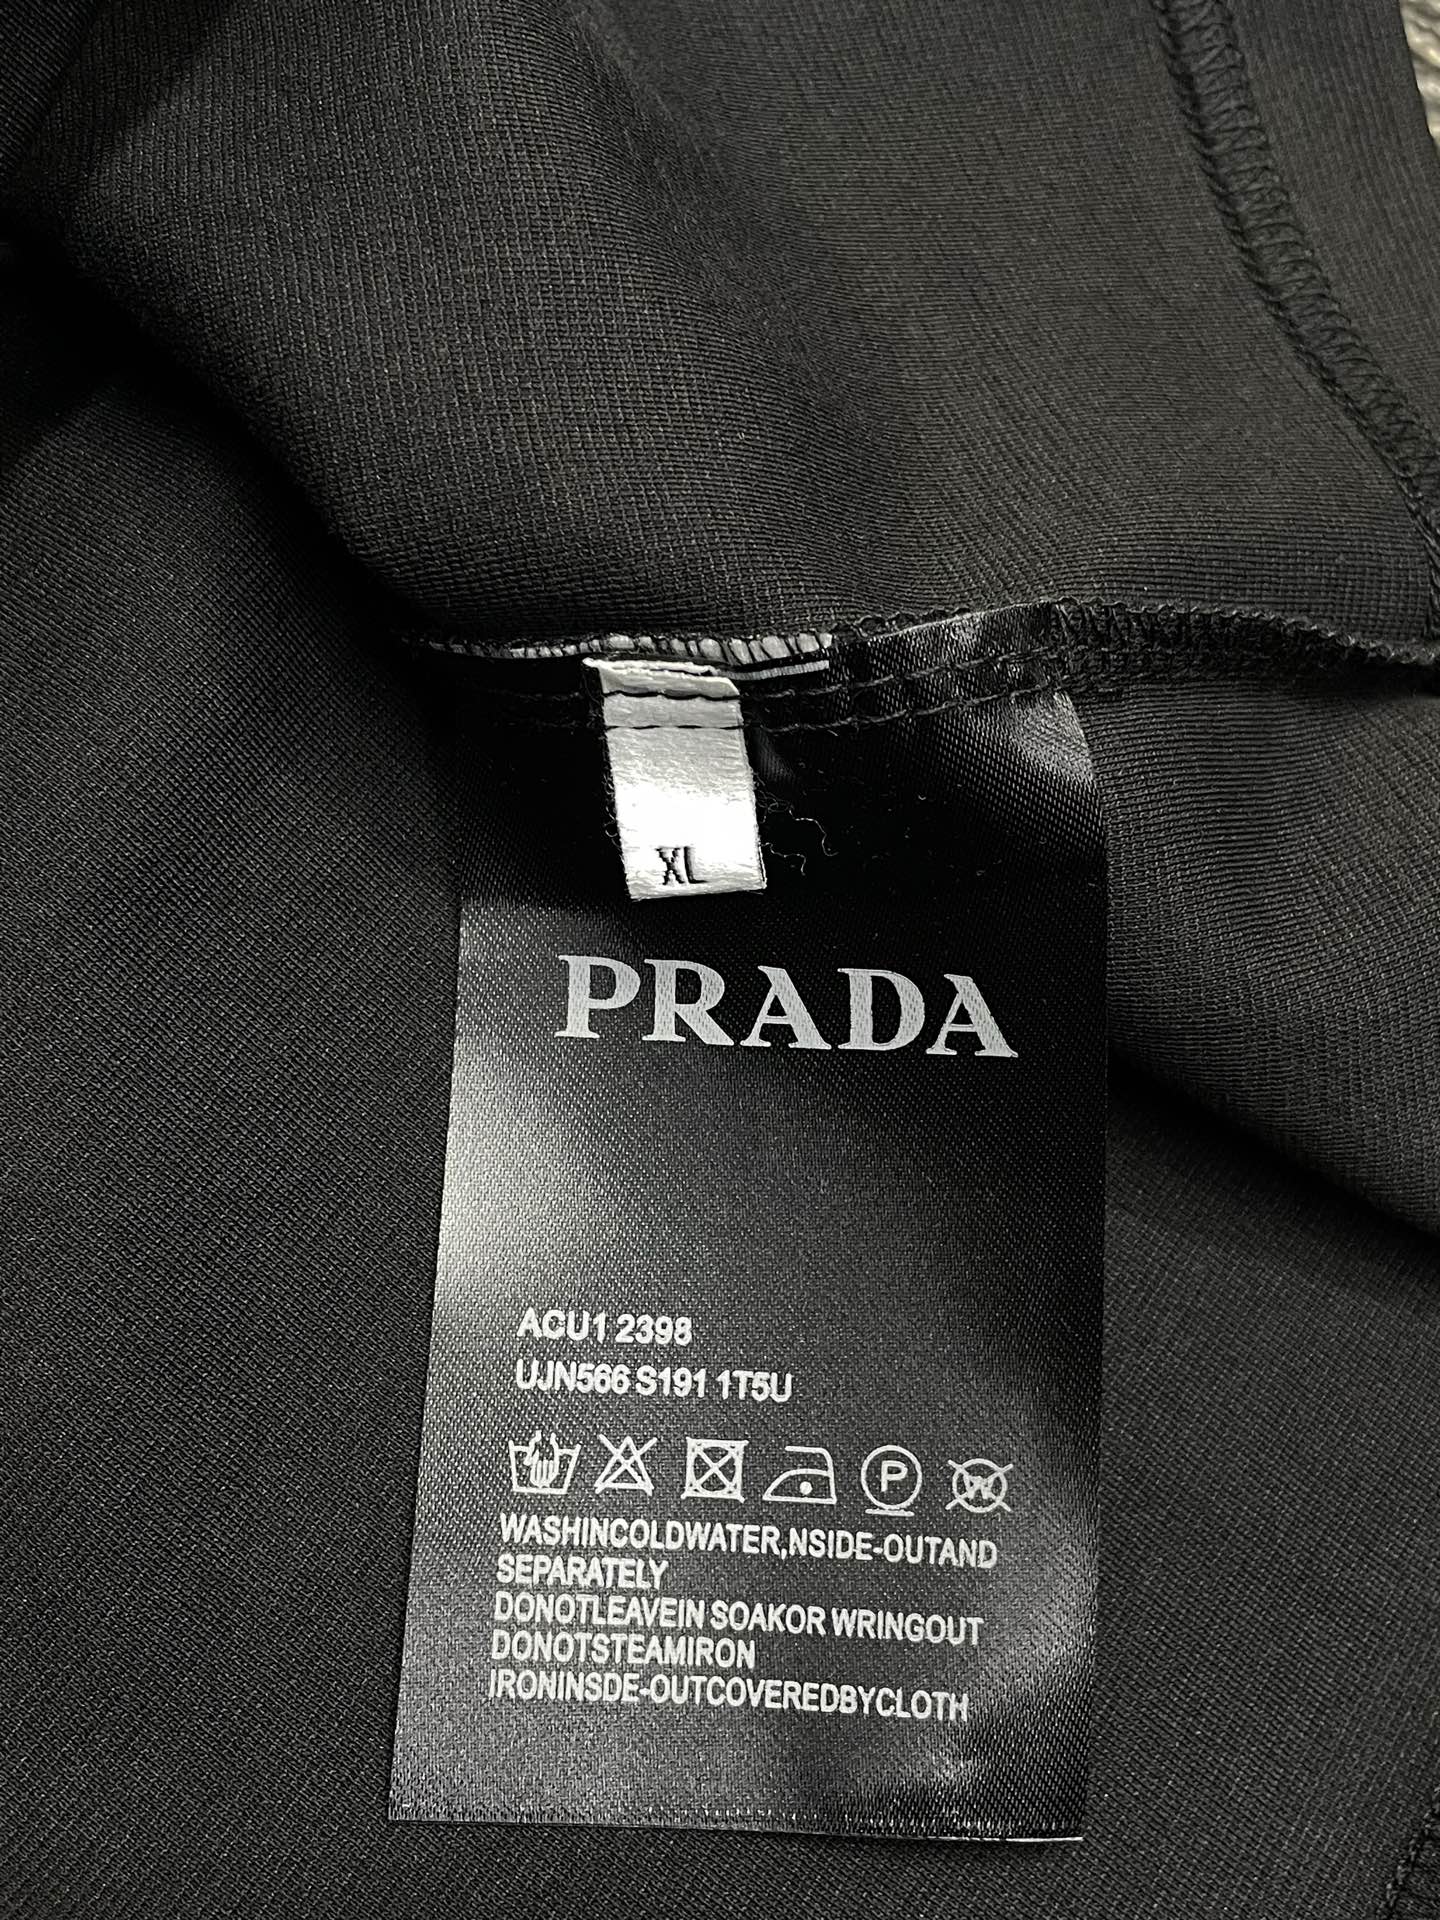 XL
PRADA
ACU1 2398
UJN566 S191 1T5U
P W
WASHINCOLDWATER,NSIDE-OUTAND
SEPARATELY
DONOTLEAVEIN SOAKOR WRINGOUT
DONOTSTEAMIRON
IRONINSDE-OUTCOVEREDBYCLOTH